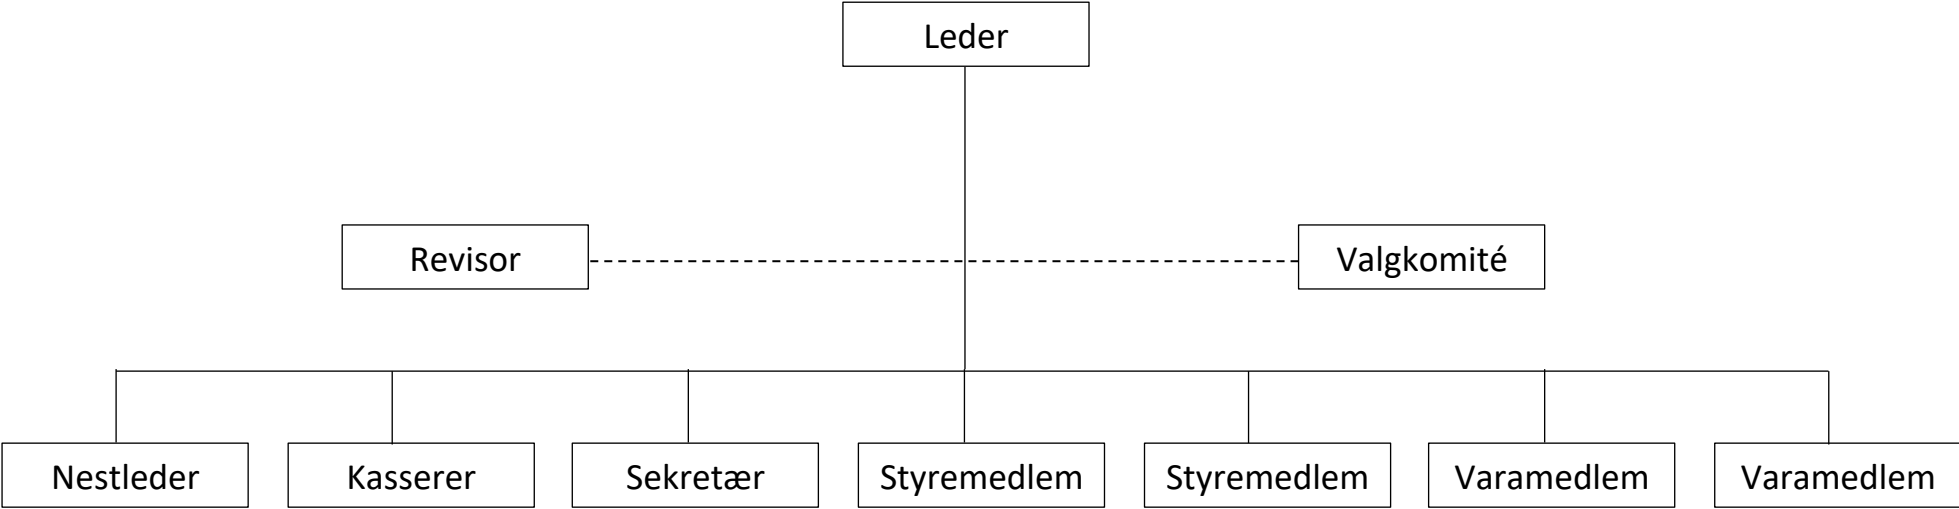 Leder
Revisor
Valgkomité
Nestleder
Kasserer
Sekretær
Styremedlem
Styremedlem
Varamedlem
Varamedlem